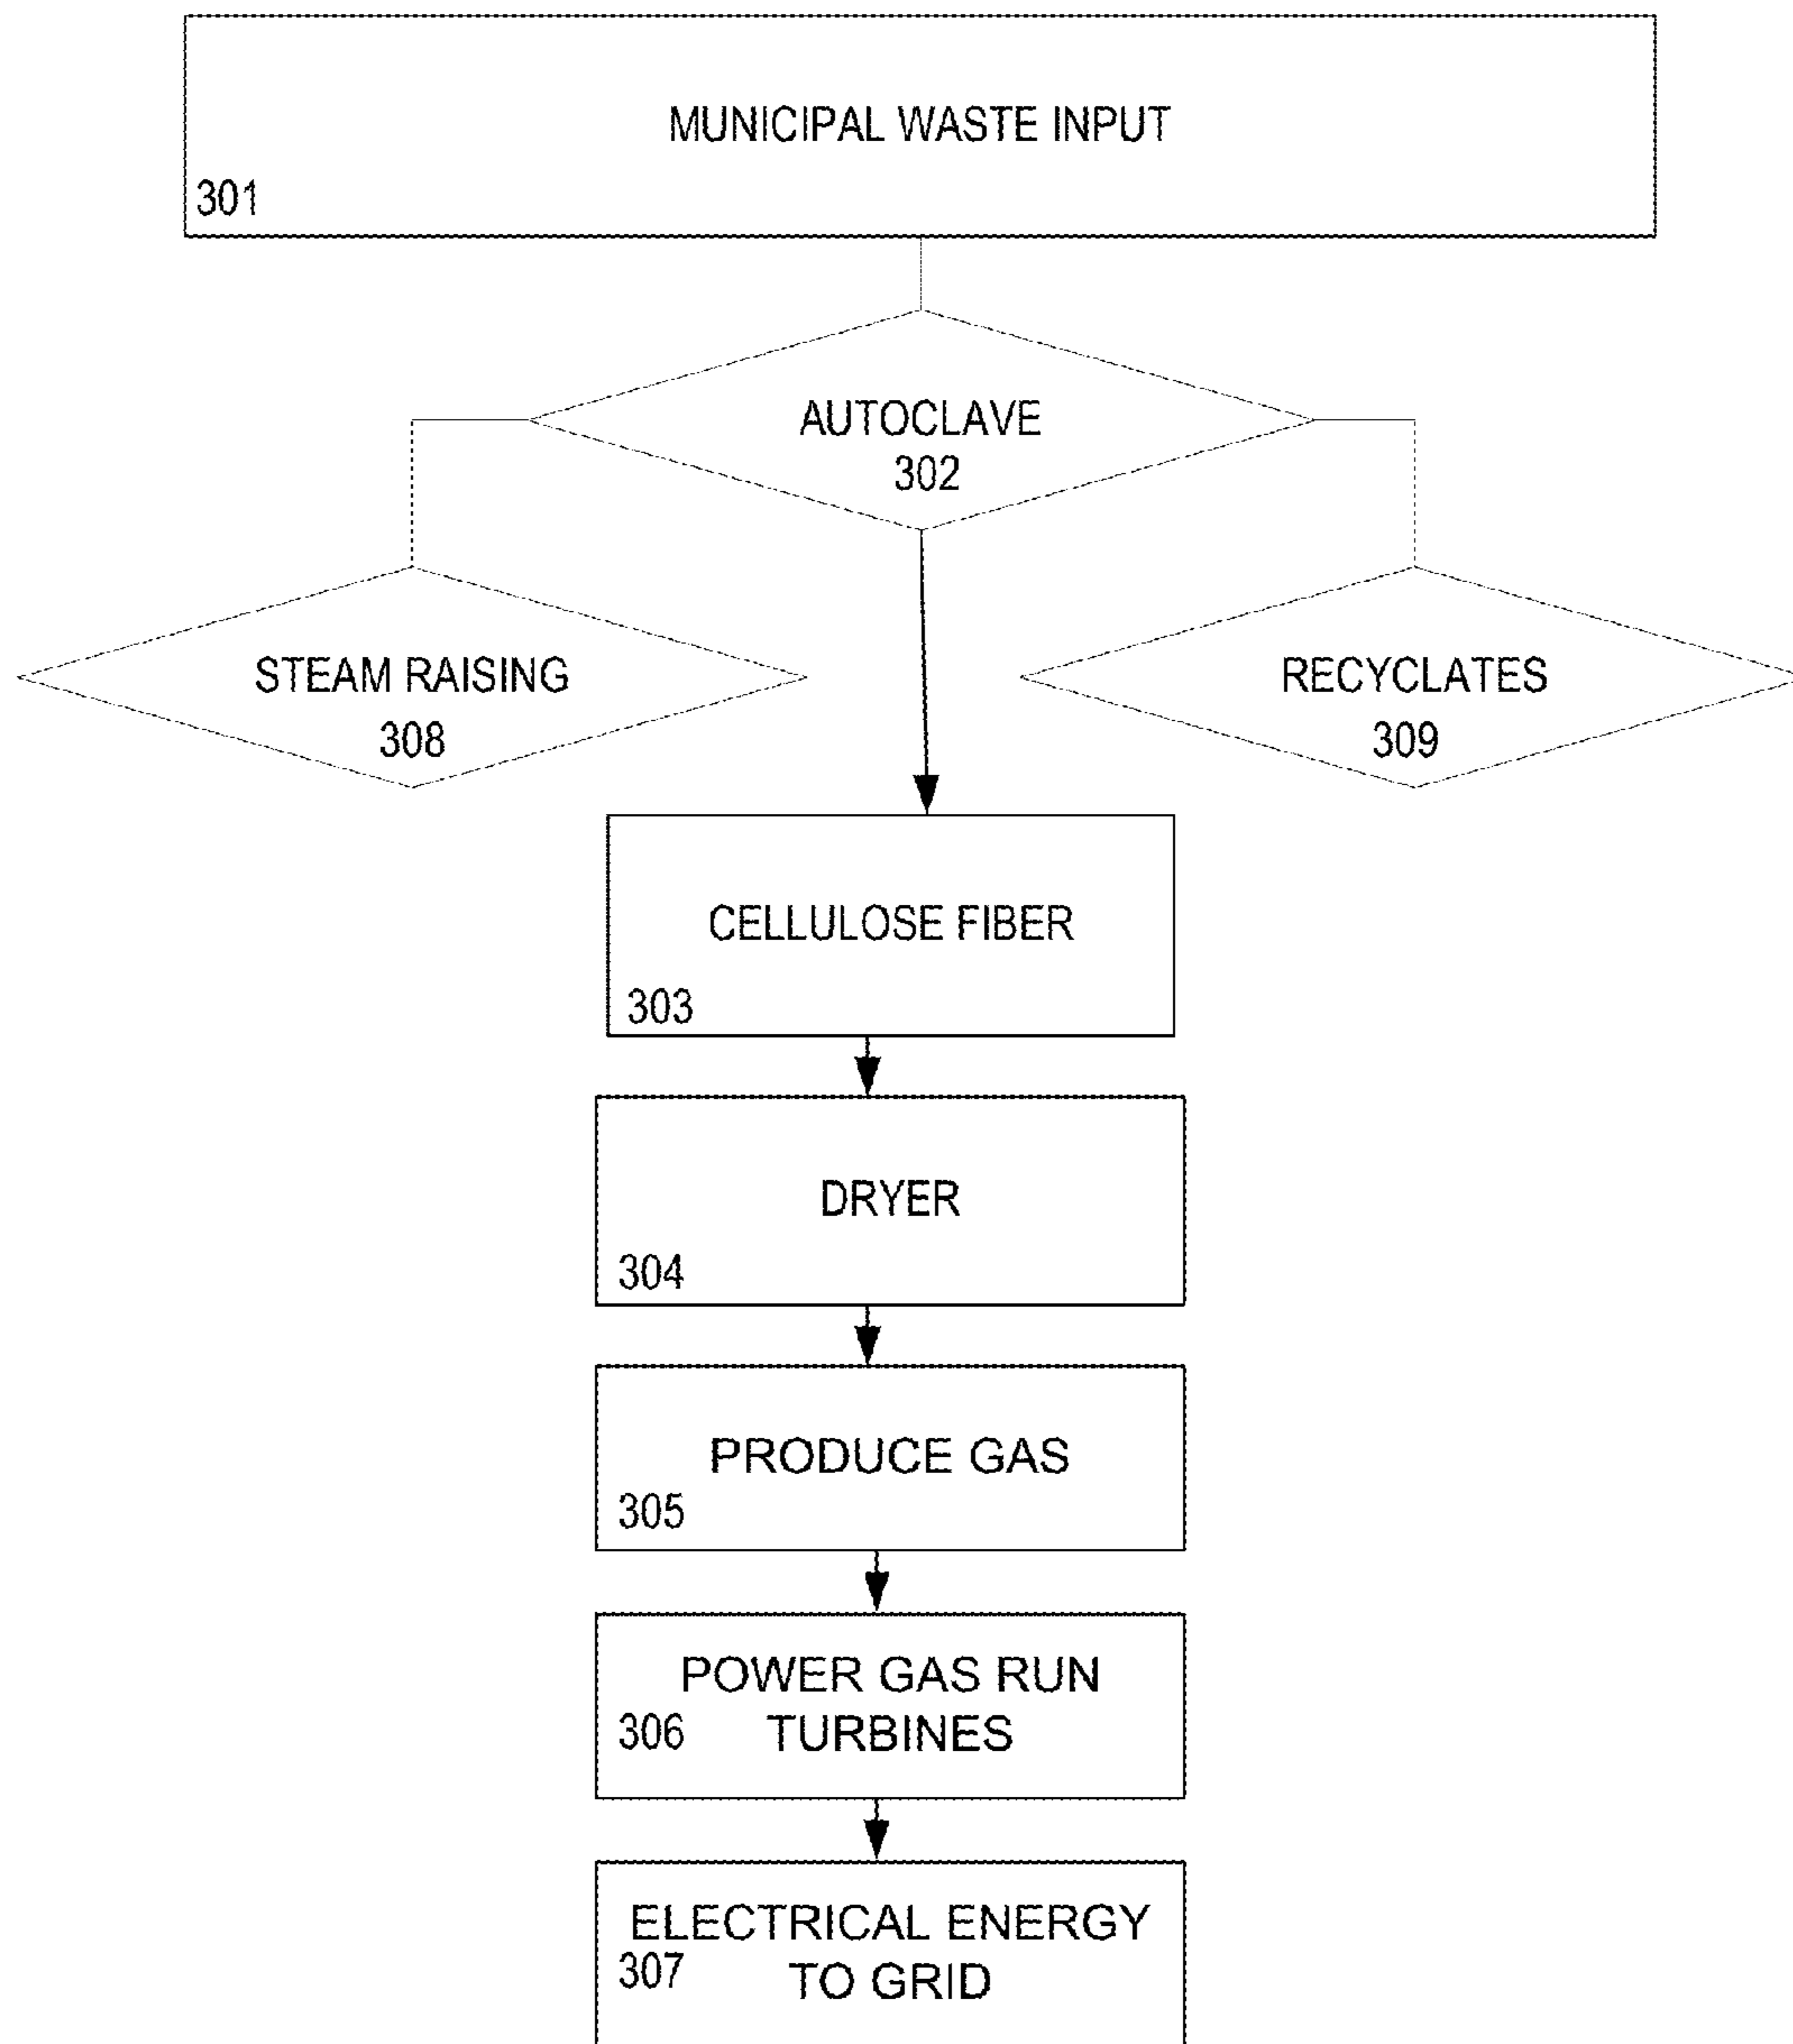 MUNICIPAL WASTE INPUT
301
AUTOCLAVE
302
STEAM RAISING
308
RECYCLATES
309
CELLULOSE FIBER
303
DRYER
304
PRODUCE GAS
305
POWER GAS RUN
306 TURBINES
ELECTRICAL ENERGY
307 TO GRID